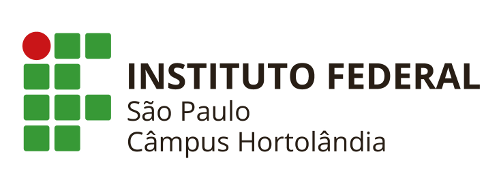 INSTITUTO FEDERAL
São Paulo
Câmpus Hortolândia